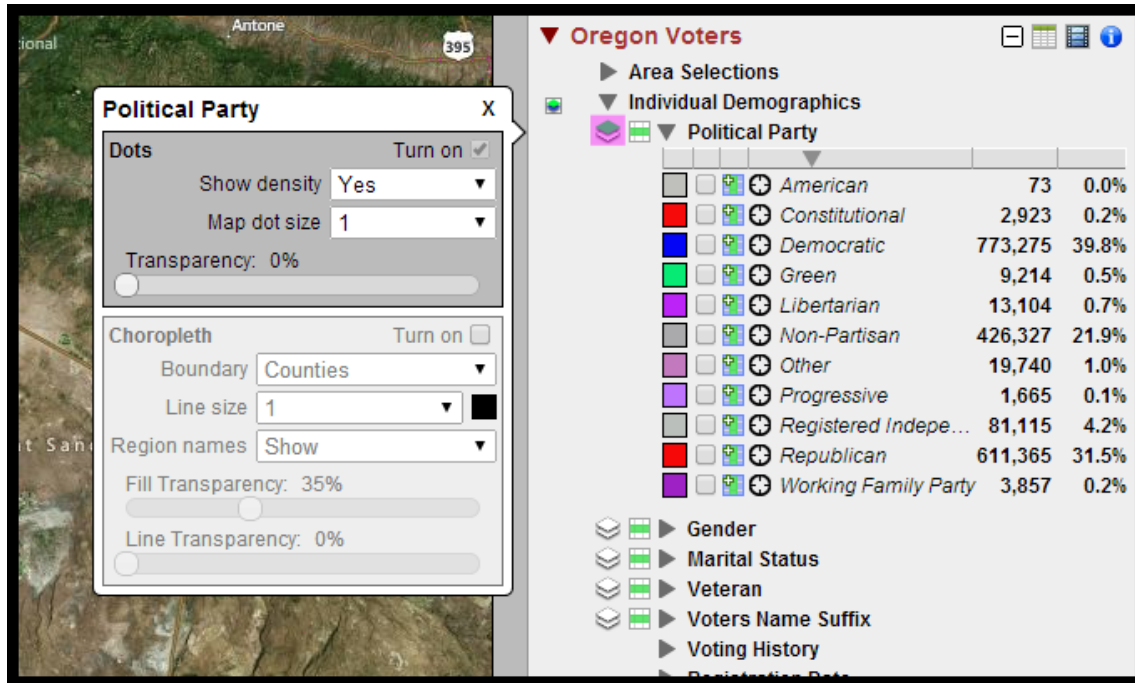 Antone
ional
395
t Sand
Political Party X
Dots Turn on
Show density Yes
Map dot size 1
Transparency: 0%
Choropleth Turn on
Boundary Counties
Line size 1
Region names Show
Fill Transparency: 35%
Line Transparency: 0%
Oregon Voters
Area Selections
Individual Demographics
Political Party
American 73 0.0%
Constitutional 2,923 0.2%
Democratic 773,275 39.8%
Green 9,214 0.5%
Libertarian 13,104 0.7%
Non-Partisan 426,327 21.9%
Other 19,740 1.0%
Progressive 1,665 0.1%
Registered Indepe... 81,115 4.2%
Republican 611,365 31.5%
Working Family Party 3,857 0.2%
Gender
Marital Status
Veteran
Voters Name Suffix
Voting History
Registration Date